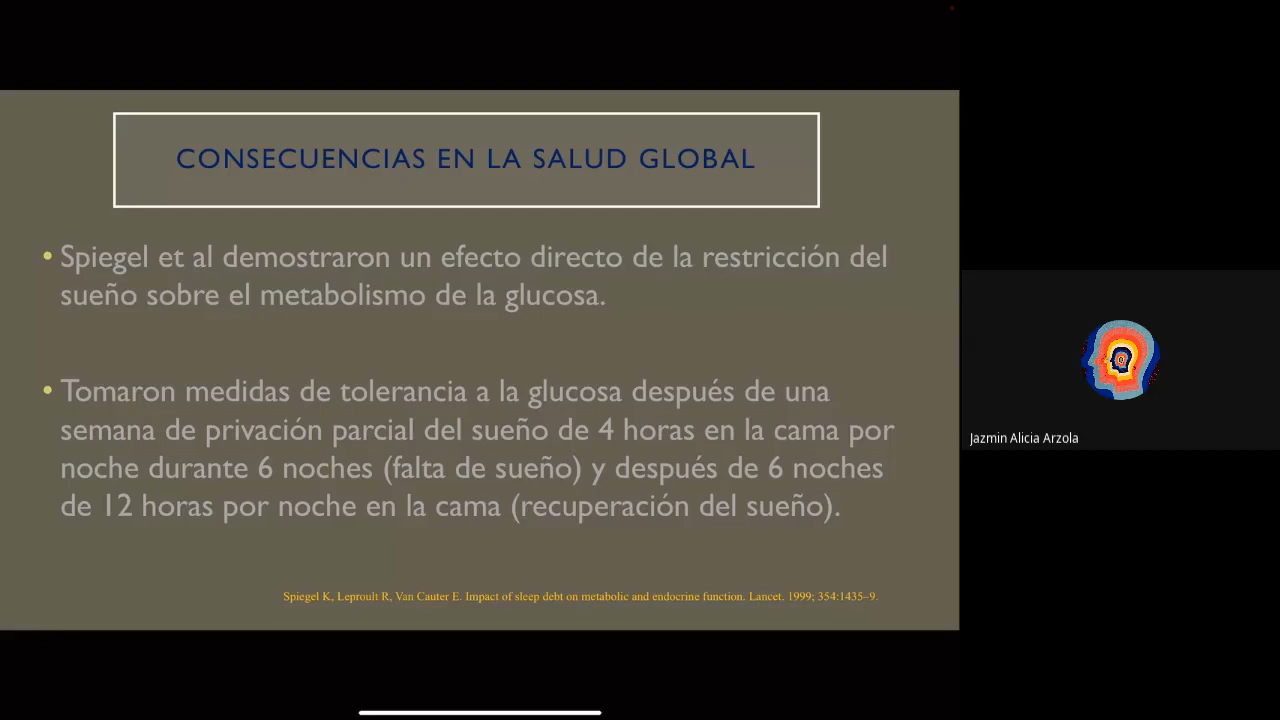 CONSECUENCIAS EN LA SALUD GLOBAL
• Spiegel et al demostraron un efecto directo de la restricción del
sueño sobre el metabolismo de la glucosa.
• Tomaron medidas de tolerancia a la glucosa después de una
semana de privación parcial del sueño de 4 horas en la cama por
noche durante 6 noches (falta de sueño) y después de 6 noches
de 12 horas por noche en la cama (recuperación del sueño).
Spiegel K, Leproult R, Van Cauter E. Impact of sleep debt on metabolic and endocrine function. Lancet. 1999; 354:1435–9.
Jazmin Alicia Arzola